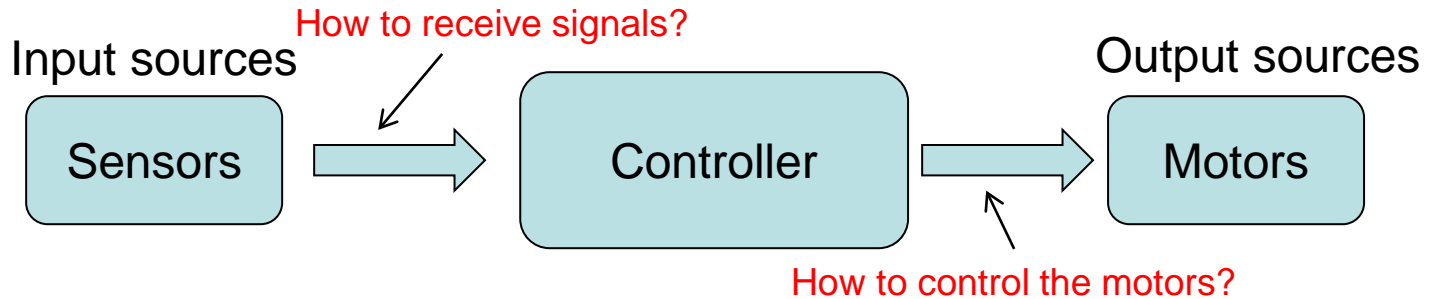 How to receive signals?
Input sources
Output sources
Sensors
Controller
Motors
How to control the motors?